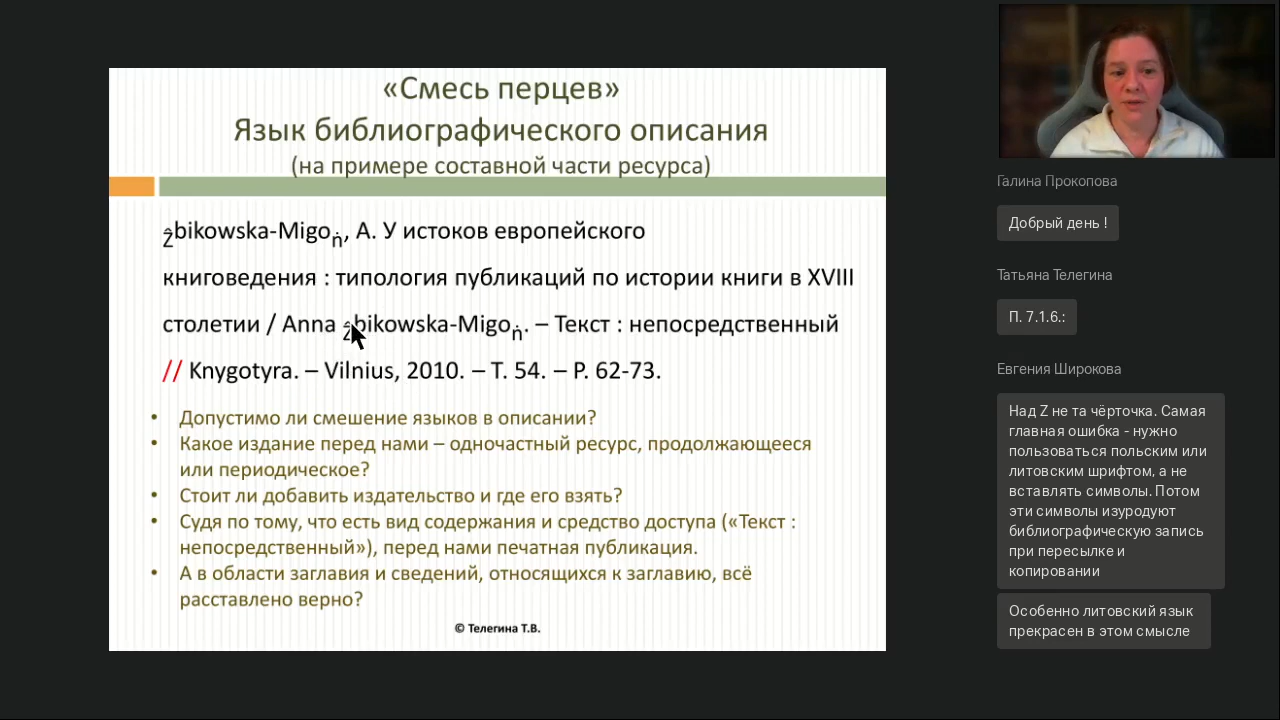 «Смесь перцев»
Язык библиографического описания
(на примере составной части ресурса)
Ẑbikowska-Migoṅ, А. У истоков европейского
книговедения : типология публикаций по истории книги в XVIII
столетии / Anna Ẑbikowska-Migoṅ. – Текст : непосредственный
// Knygotyra. – Vilnius, 2010. – T. 54. – P. 62-73.
• Допустимо ли смешение языков в описании?
• Какое издание перед нами – одночастный ресурс, продолжающееся
или периодическое?
• Стоит ли добавить издательство и где его взять?
• Судя по тому, что есть вид содержания и средство доступа («Текст :
непосредственный»), перед нами печатная публикация.
• А в области заглавия и сведений, относящихся к заглавию, всё
расставлено верно?
© Телегина Т.В.
Галина Прокопова
Добрый день !
Татьяна Телегина
П. 7.1.6.:
Евгения Широкова
Над Z не та чёрточка. Самая
главная ошибка - нужно
пользоваться польским или
литовским шрифтом, а не
вставлять символы. Потом
эти символы изуродуют
библиографическую запись
при пересылке и
копировании
Особенно литовский язык
прекрасен в этом смысле